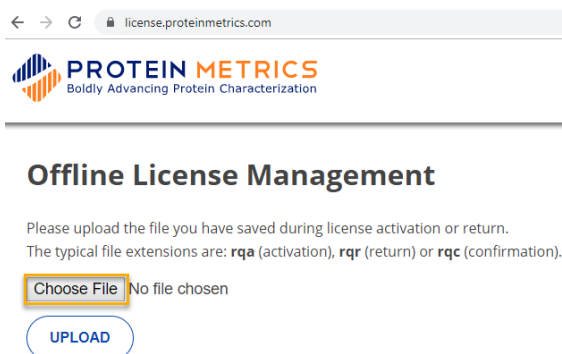 license.proteinmetrics.com
PROTEIN METRICS
Boldly Advancing Protein Characterization
Offline License Management
Please upload the file you have saved during license activation or return.
The typical file extensions are: rqa (activation), rqr (return) or rqc (confirmation).
Choose File No file chosen
UPLOAD